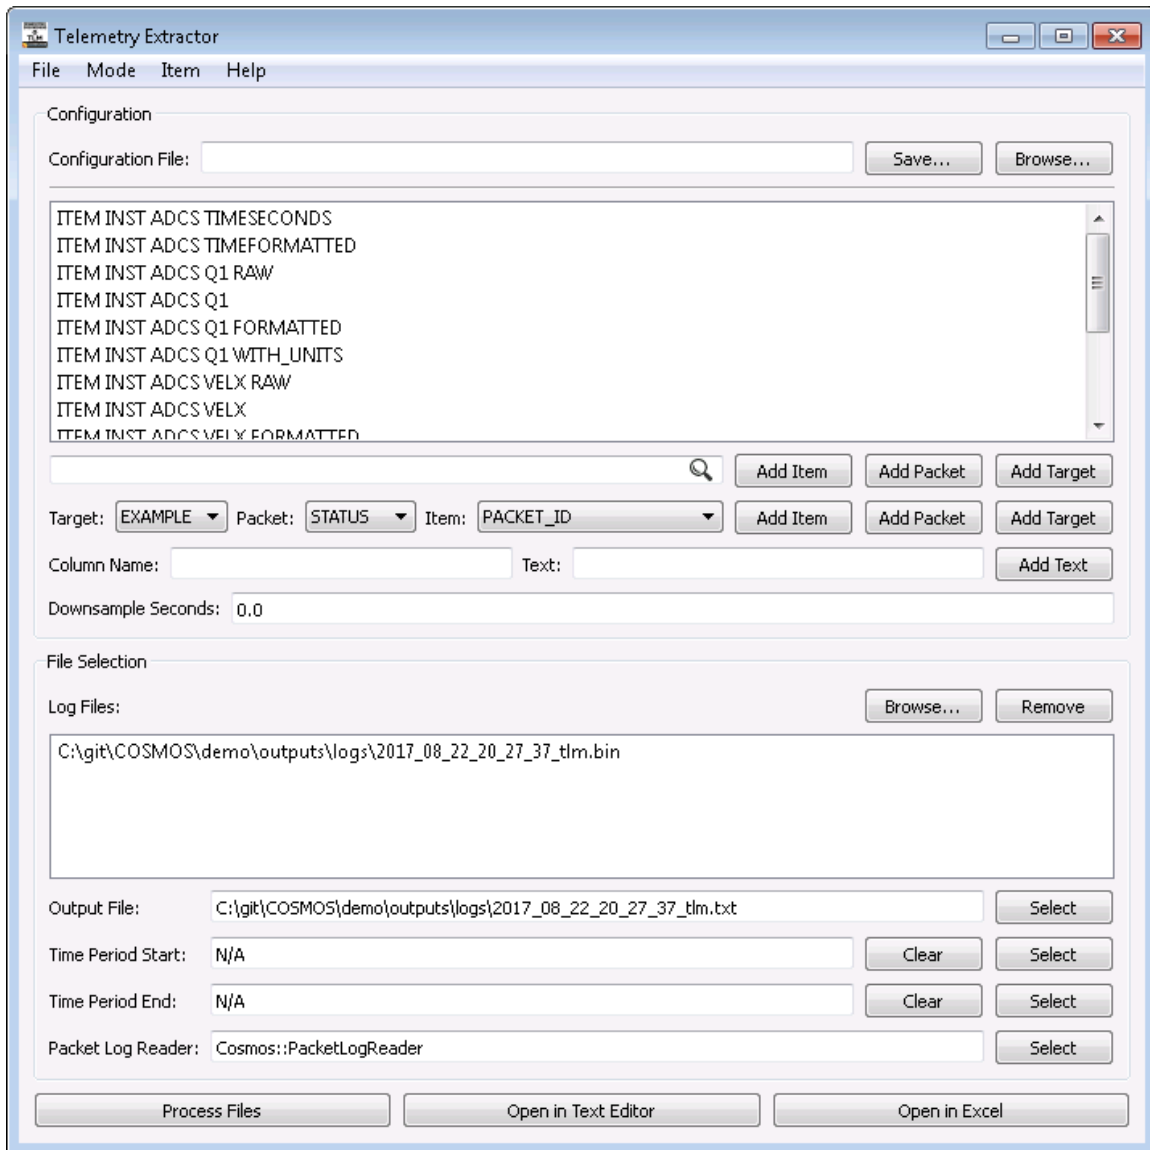 Telemetry Extractor
File Mode Item Help
Configuration
Configuration File: Save... Browse...
ITEM INST ADCS TIMESECONDS
ITEM INST ADCS TIMEFORMATTED
ITEM INST ADCS Q1 RAW
ITEM INST ADCS Q1
ITEM INST ADCS Q1 FORMATTED
ITEM INST ADCS Q1 WITH_UNITS
ITEM INST ADCS VELX RAW
ITEM INST ADCS VELX
ITEM INST ADCS VELX FORMATTED
Add Item Add Packet Add Target
Target: EXAMPLE Packet: STATUS Item: PACKET_ID Add Item Add Packet Add Target
Column Name: Text: Add Text
Downsample Seconds: 0.0
File Selection
Log Files: Browse... Remove
C:\git\COSMOS\demo\outputs\logs\2017_08_22_20_27_37_tlm.bin
Output File: C:\git\COSMOS\demo\outputs\logs\2017_08_22_20_27_37_tlm.txt Select
Time Period Start: N/A Clear Select
Time Period End: N/A Clear Select
Packet Log Reader: Cosmos::PacketLogReader Select
Process Files Open in Text Editor Open in Excel